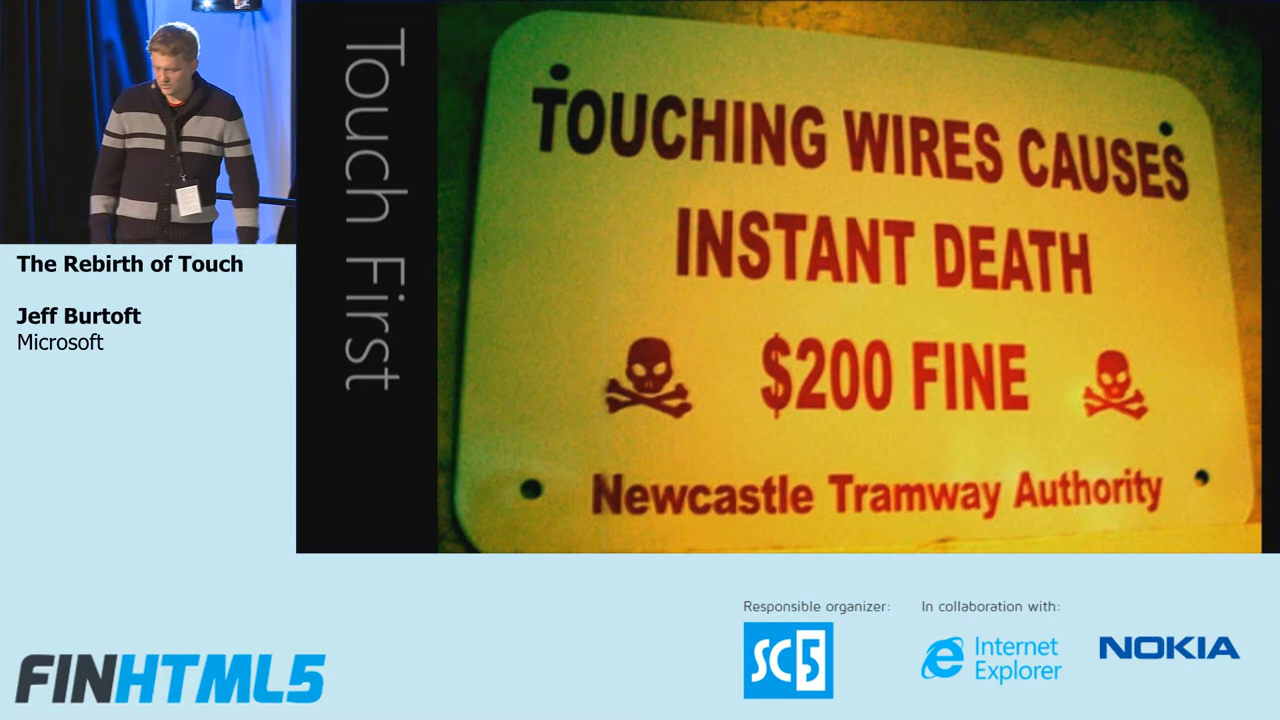 Touch First
TOUCHING WIRES CAUSES
INSTANT DEATH
$200 FINE
Newcastle Tramway Authority
The Rebirth of Touch
Jeff Burtoft
Microsoft
Responsible organizer:
In collaboration with:
SC5
Internet
Explorer
NOKIA
FINHTML5